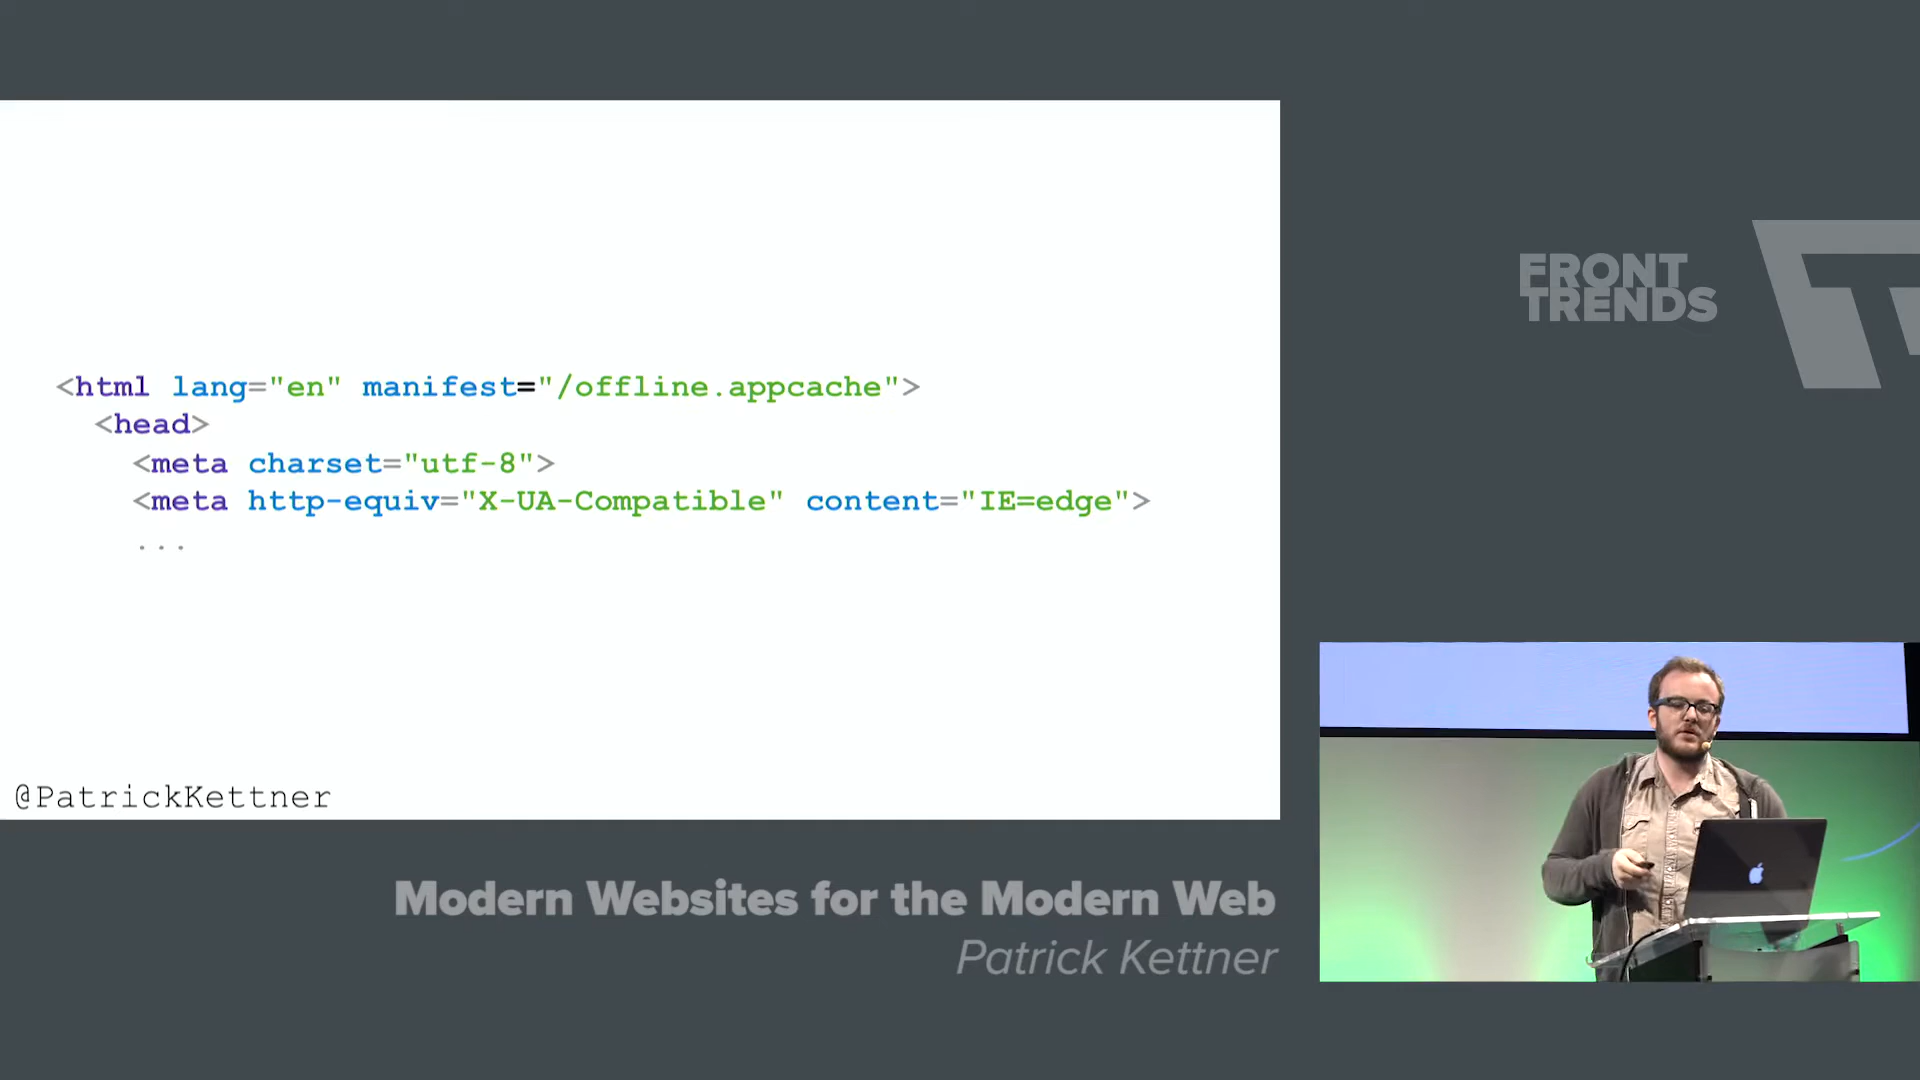 <html lang="en" manifest="/offline.appcache">
<head>
<meta charset="utf-8">
<meta http-equiv="X-UA-Compatible" content="IE=edge">
...
@PatrickKettner
FRONT
TRENDS
Modern Websites for the Modern Web
Patrick Kettner